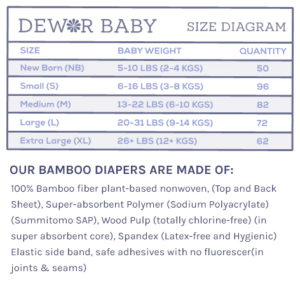 DEWOR BABY SIZE DIAGRAM
SIZE BABY WEIGHT QUANTITY
New Born (NB) 5-10 LBS (2-4 KGS) 50
Small (S) 6-16 LBS (3-8 KGS) 96
Medium (M) 13-22 LBS (6-10 KGS) 82
Large (L) 20-31 LBS (9-14 KGS) 72
Extra Large (XL) 26+ LBS (12+ KGS) 62
OUR BAMBOO DIAPERS ARE MADE OF:
100% Bamboo fiber plant-based nonwoven, (Top and Back
Sheet), Super-absorbent Polymer (Sodium Polyacrylate)
(Summitomo SAP), Wood Pulp (totally chlorine-free) (in
super absorbent core), Spandex (Latex-free and Hygienic)
Elastic side band, safe adhesives with no fluorescer(in
joints & seams)